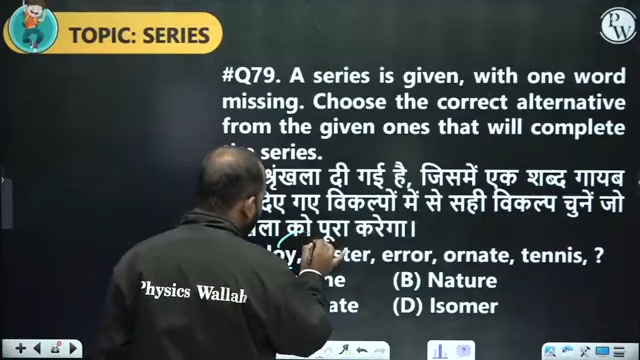 TOPIC: SERIES
PW
#Q79. A series is given, with one word
missing. Choose the correct alternative
from the given ones that will complete
the series.
श्रृंखला दी गई है, जिसमें एक शब्द गायब
दिए गए विकल्पों में से सही विकल्प चुनें जो
को पूरा करेगा।
error, ornate, tennis, ?
(B) Nature
(D) Isomer
Physics Wallah